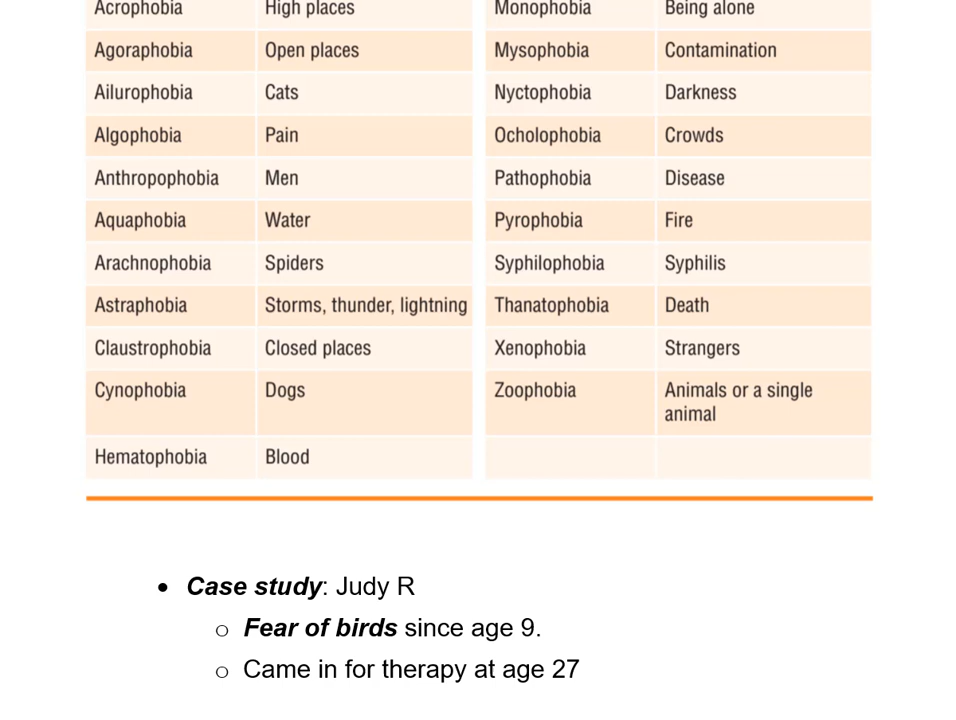 Acrophobia High places Monophobia Being alone
Agoraphobia Open places Mysophobia Contamination
Ailurophobia Cats Nyctophobia Darkness
Algophobia Pain Ocholophobia Crowds
Anthropophobia Men Pathophobia Disease
Aquaphobia Water Pyrophobia Fire
Arachnophobia Spiders Syphilophobia Syphilis
Astraphobia Storms, thunder, lightning Thanatophobia Death
Claustrophobia Closed places Xenophobia Strangers
Cynophobia Dogs Zoophobia Animals or a single
animal
Hematophobia Blood
• Case study: Judy R
o Fear of birds since age 9.
o Came in for therapy at age 27